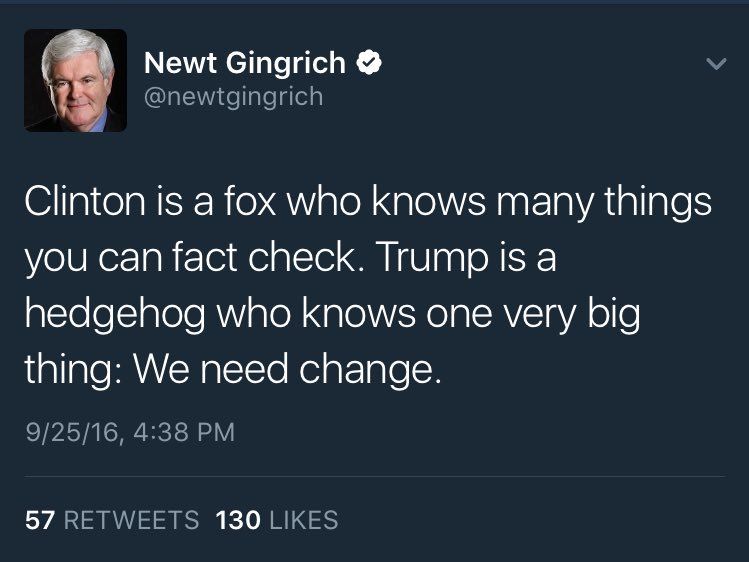 Newt Gingrich
@newtgingrich
Clinton is a fox who knows many things
you can fact check. Trump is a
hedgehog who knows one very big
thing: We need change.
9/25/16, 4:38 PM
57 RETWEETS 130 LIKES